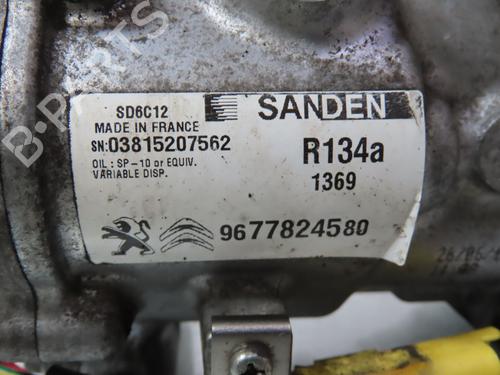 SD6C12
SANDEN
MADE IN FRANCE
SN:03815207562
R134a
OIL : SP-10 or EQUIV.
VARIABLE DISP.
1369
9677824580
B-PARTS